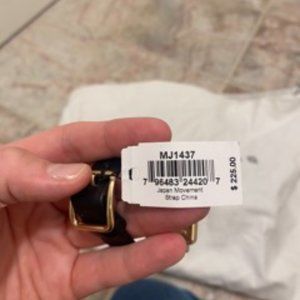 MJ1437
7 96483 24420 7
Japan Movement
Strap China
$ 225.00